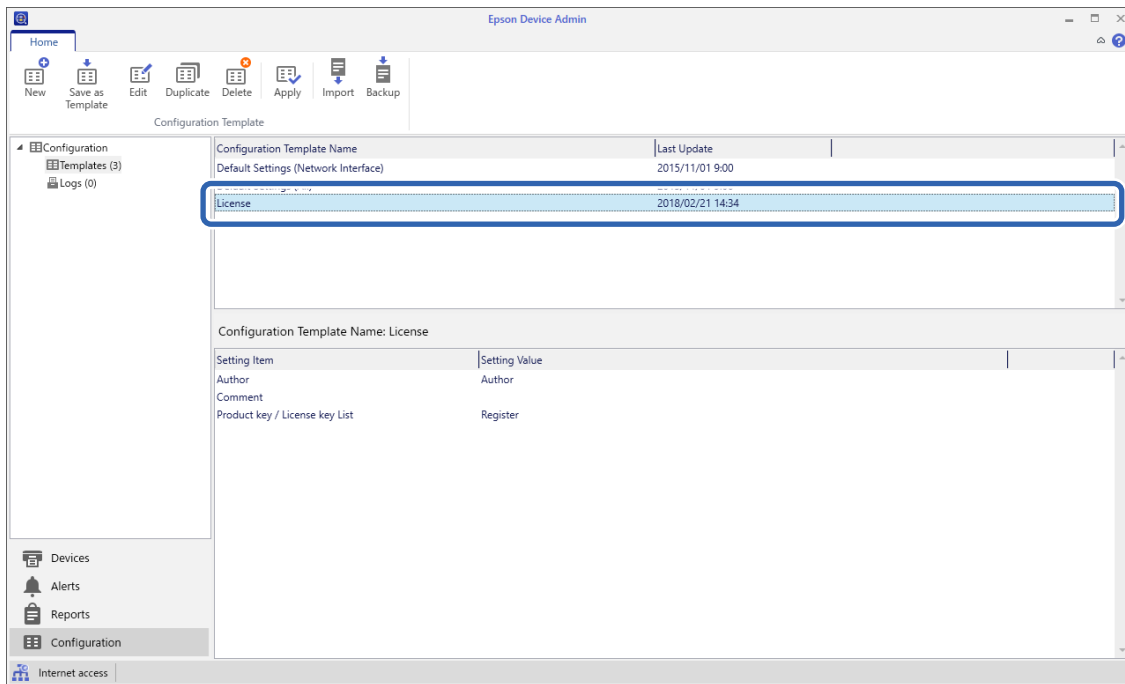 Epson Device Admin
Home
New
Save as
Template
Edit
Duplicate
Delete
Apply
Import
Backup
Configuration Template
Configuration
Templates (3)
Logs (0)
Configuration Template Name Last Update
Default Settings (Network Interface) 2015/11/01 9:00
License 2018/02/21 14:34
Configuration Template Name: License
Setting Item Setting Value
Author Author
Comment
Product key / License key List Register
Devices
Alerts
Reports
Configuration
Internet access